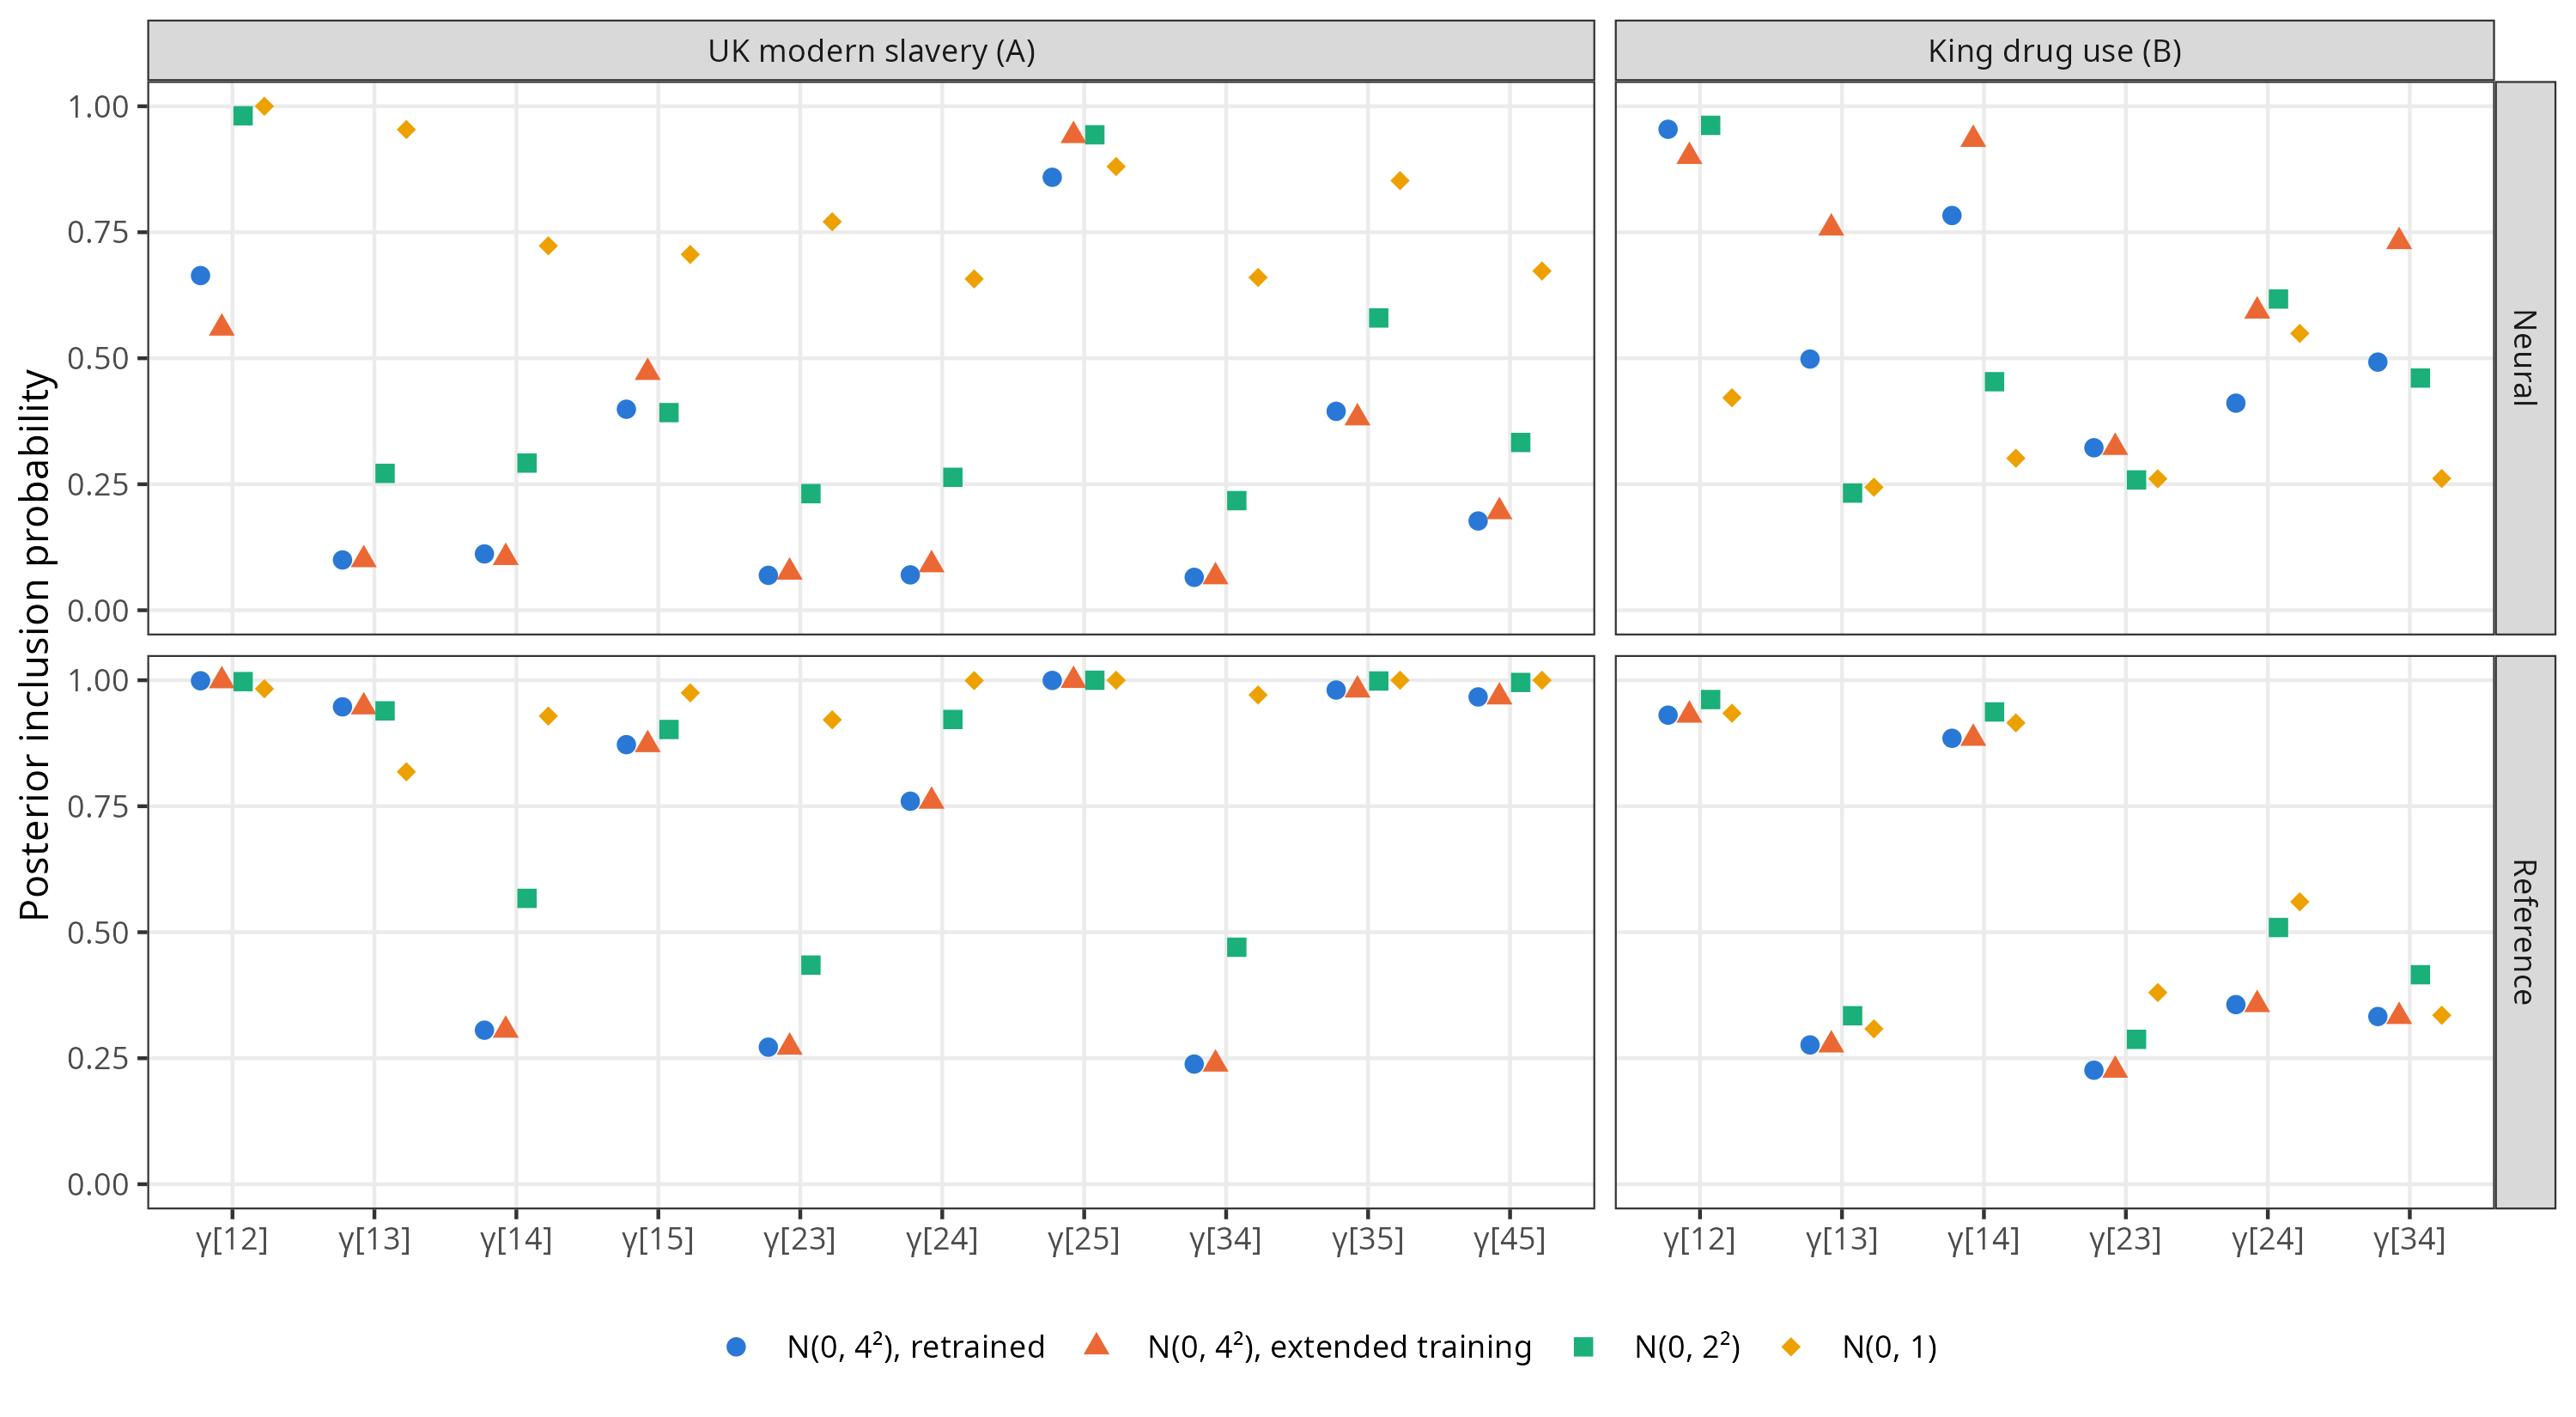 UK modern slavery (A)
King drug use (B)
Posterior inclusion probability
1.00
0.75
0.50
0.25
0.00
Neural
1.00
0.75
0.50
0.25
0.00
Reference
γ[12] γ[13] γ[14] γ[15] γ[23] γ[24] γ[25] γ[34] γ[35] γ[45]
γ[12] γ[13] γ[14] γ[23] γ[24] γ[34]
N(0, 4²), retrained N(0, 4²), extended training N(0, 2²) N(0, 1)